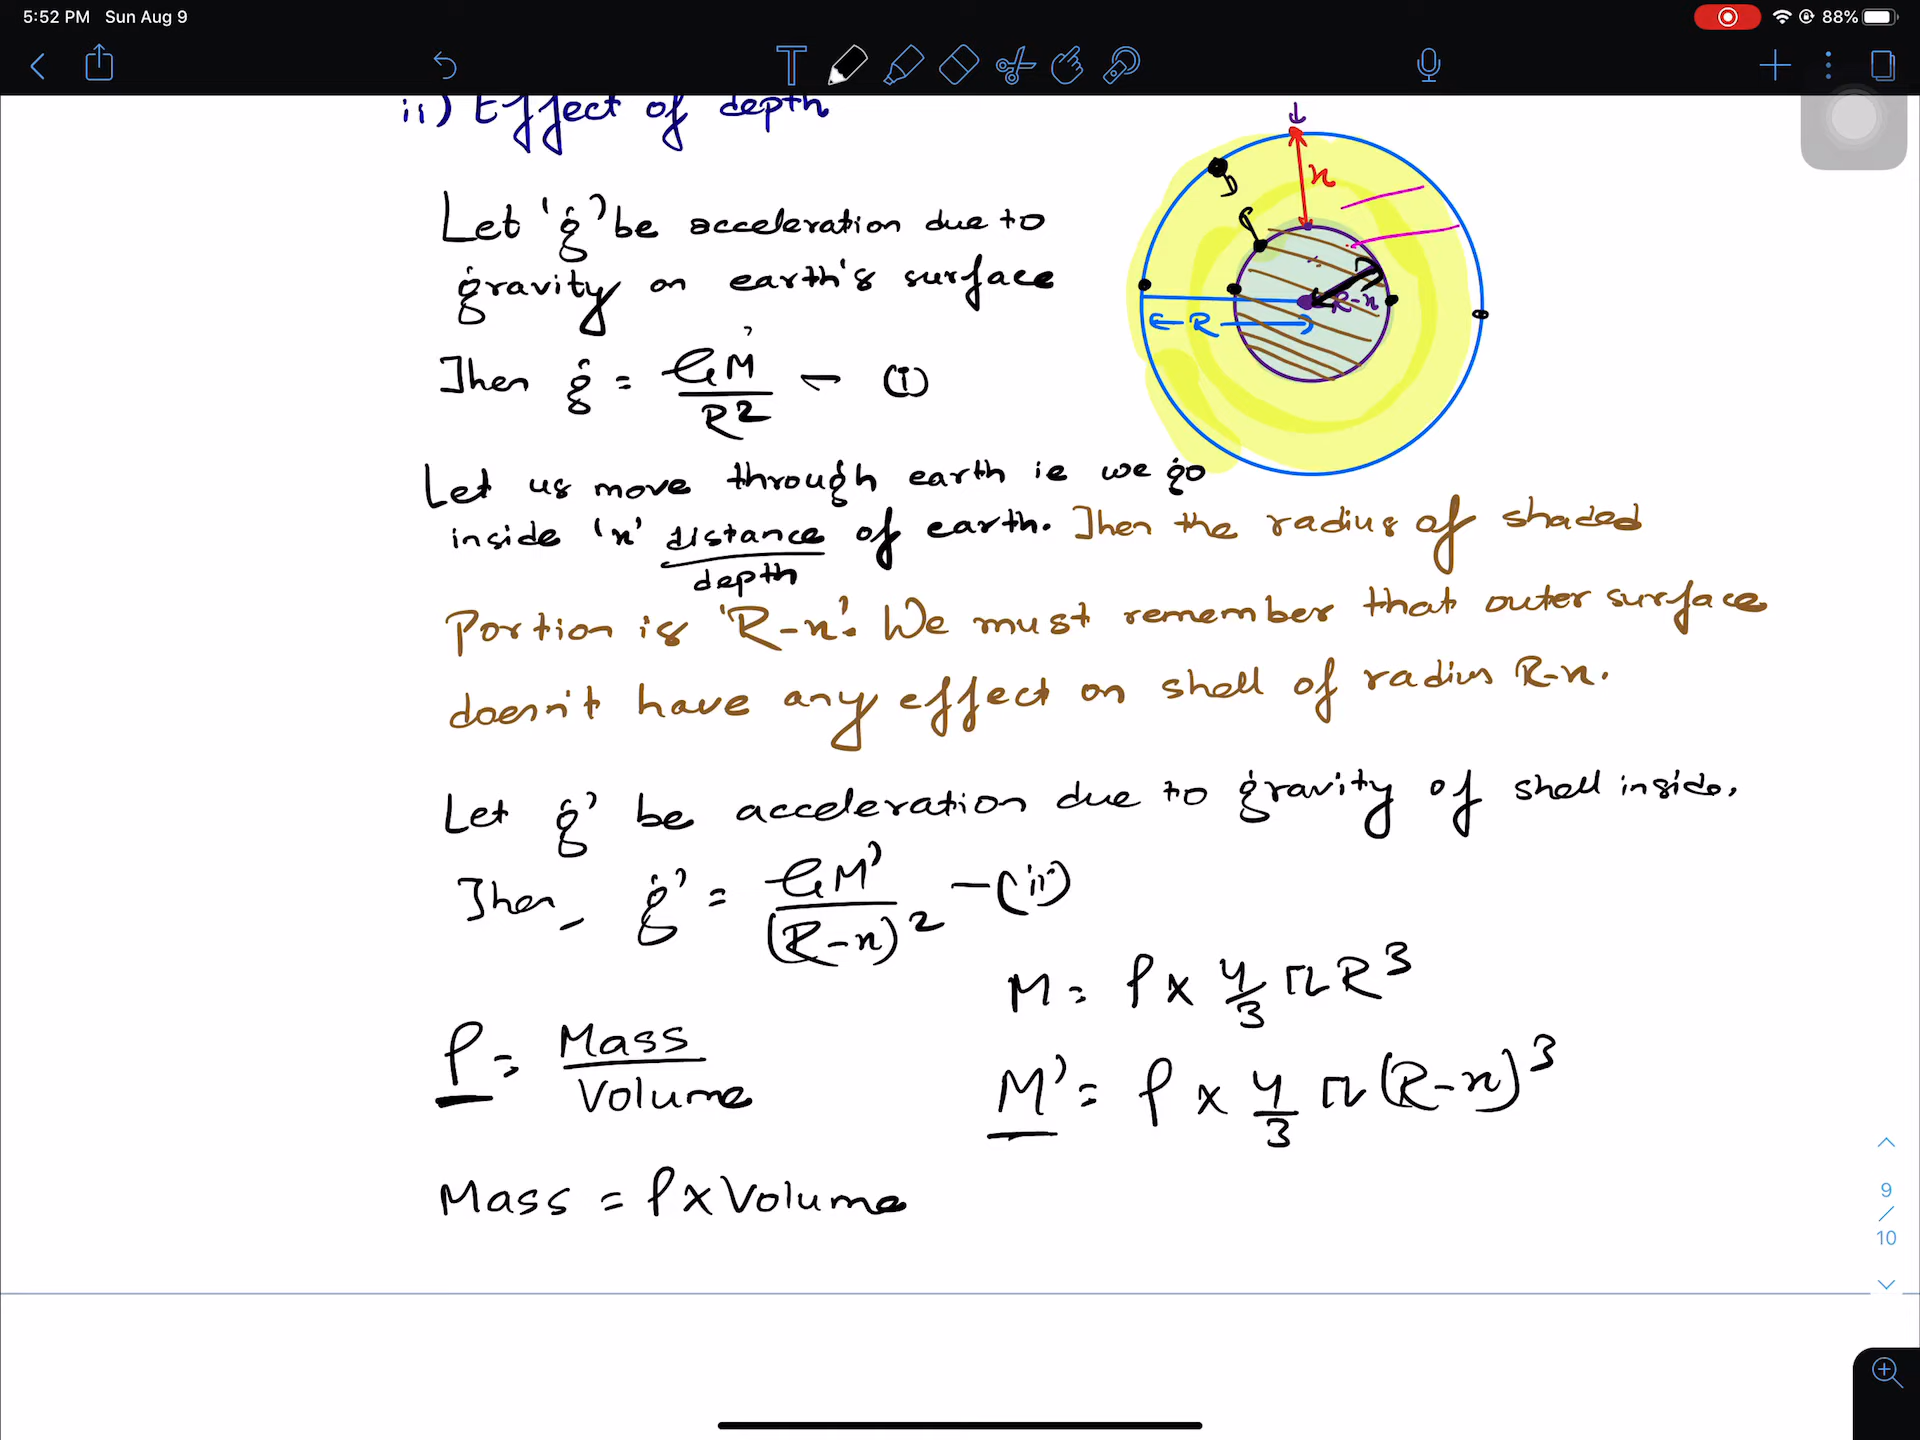 5:52 PM Sun Aug 9
88%
ii) Effect of depth
Let 'g' be acceleration due to
gravity on earth's surface
Then g = GM/R² — (i)
Let us move through earth ie we go
inside 'x' distance of earth. Then the radius of shaded
depth
Portion is 'R-x'. We must remember that outer surface
doesn't have any effect on shell of radius R-x.
Let g' be acceleration due to gravity of shell inside.
Then, g' = GM'/(R-x)² — (ii)
M = ρ x 4/3 πR³
ρ = Mass/Volume
M' = ρ x 4/3 π(R-x)³
Mass = ρ x Volume
x
R-x
R
9
/
10